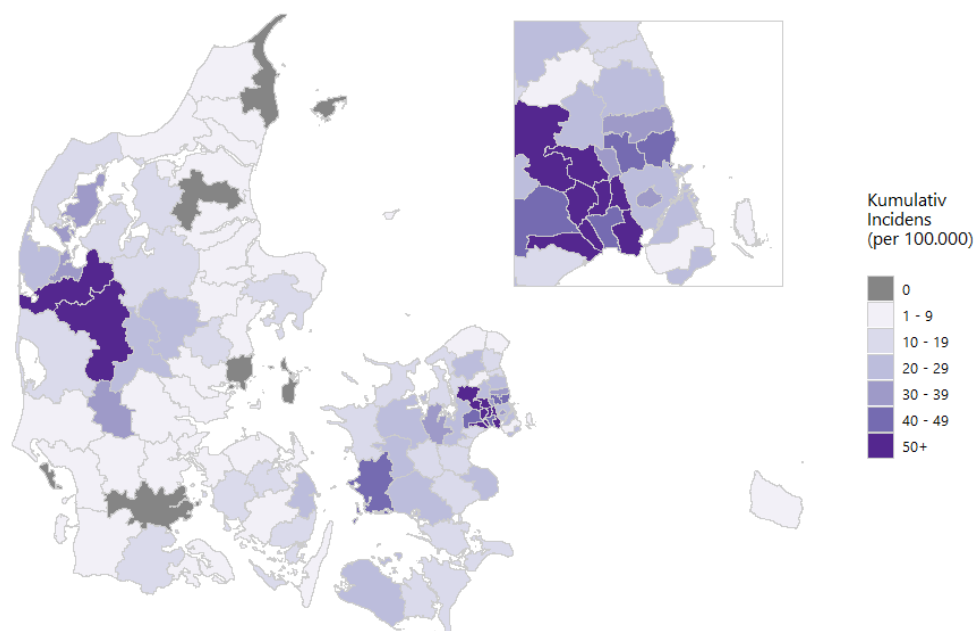 Kumulativ
Incidens
(per 100.000)
0
1 - 9
10 - 19
20 - 29
30 - 39
40 - 49
50+